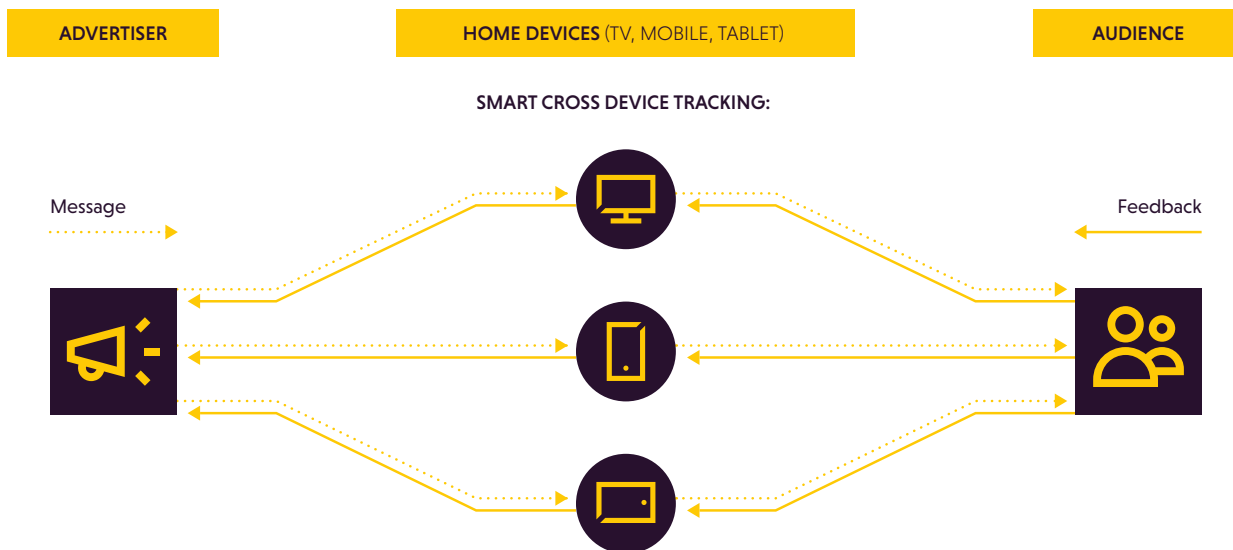 ADVERTISER
HOME DEVICES (TV, MOBILE, TABLET)
AUDIENCE
SMART CROSS DEVICE TRACKING:
Message
Feedback